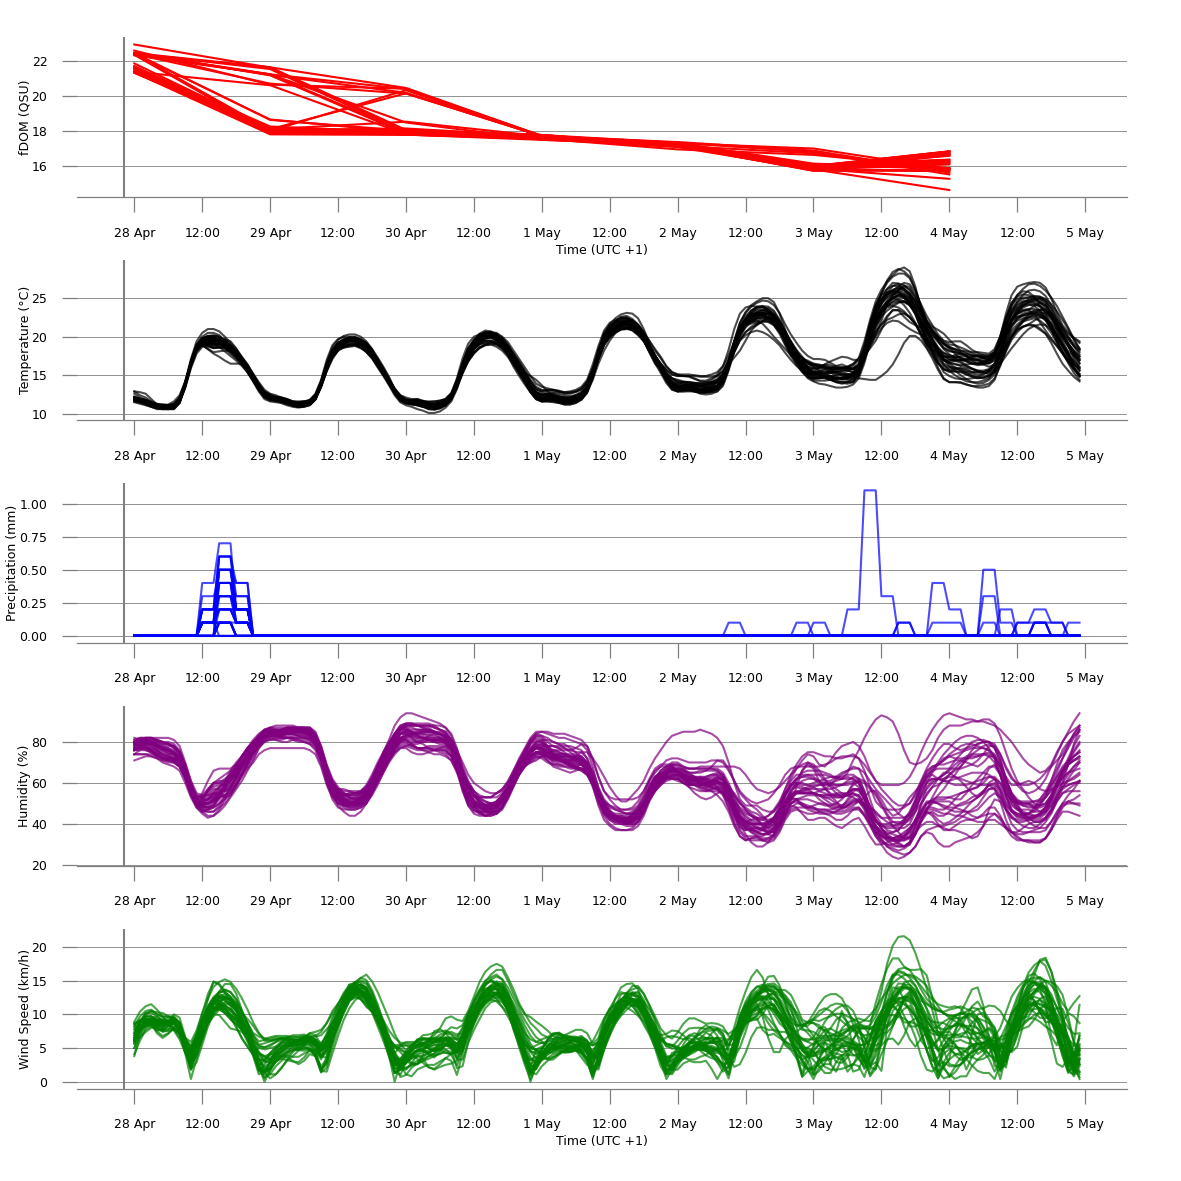 fDOM (QSU)
22
20
18
16
28 Apr 12:00 29 Apr 12:00 30 Apr 12:00 1 May 12:00 2 May 12:00 3 May 12:00 4 May 12:00 5 May
Time (UTC +1)
Temperature (°C)
25
20
15
10
28 Apr 12:00 29 Apr 12:00 30 Apr 12:00 1 May 12:00 2 May 12:00 3 May 12:00 4 May 12:00 5 May
Precipitation (mm)
1.00
0.75
0.50
0.25
0.00
28 Apr 12:00 29 Apr 12:00 30 Apr 12:00 1 May 12:00 2 May 12:00 3 May 12:00 4 May 12:00 5 May
Humidity (%)
80
60
40
20
28 Apr 12:00 29 Apr 12:00 30 Apr 12:00 1 May 12:00 2 May 12:00 3 May 12:00 4 May 12:00 5 May
Wind Speed (km/h)
20
15
10
5
0
28 Apr 12:00 29 Apr 12:00 30 Apr 12:00 1 May 12:00 2 May 12:00 3 May 12:00 4 May 12:00 5 May
Time (UTC +1)